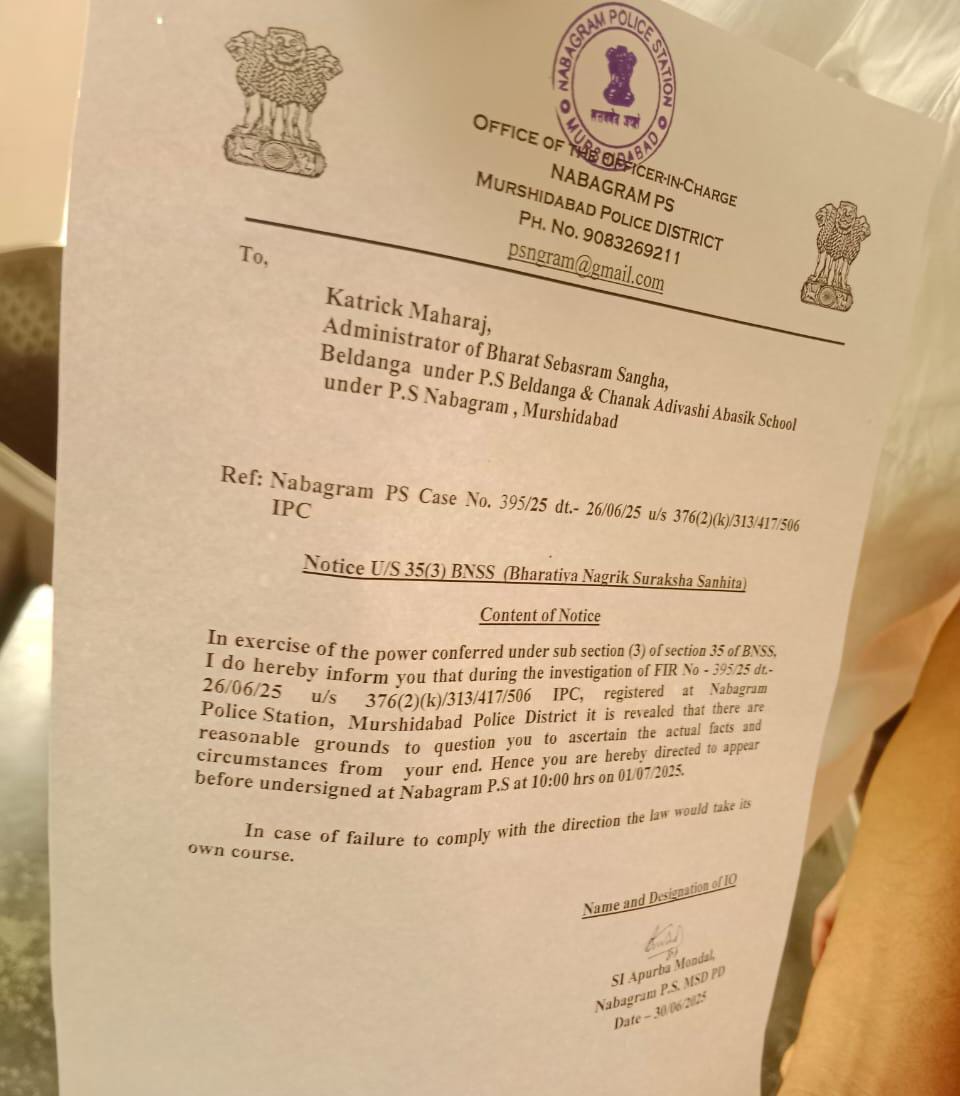 NABAGRAM POLICE STATION
MURSHIDABAD
सत्यमेव जयते
OFFICE OF THE OFFICER-IN-CHARGE
NABAGRAM PS
MURSHIDABAD POLICE DISTRICT
PH. NO. 9083269211
psngram@gmail.com
To,
Katrick Maharaj,
Administrator of Bharat Sebasram Sangha,
Beldanga under P.S Beldanga & Chanak Adivashi Abasik School
under P.S Nabagram , Murshidabad
Ref: Nabagram PS Case No. 395/25 dt.- 26/06/25 u/s 376(2)(k)/313/417/506
IPC
Notice U/S 35(3) BNSS (Bharativa Nagrik Suraksha Sanhita)
Content of Notice
In exercise of the power conferred under sub section (3) of section 35 of BNSS,
I do hereby inform you that during the investigation of FIR No - 395/25 dt.-
26/06/25 u/s 376(2)(k)/313/417/506 IPC, registered at Nabagram
Police Station, Murshidabad Police District it is revealed that there are
reasonable grounds to question you to ascertain the actual facts and
circumstances from your end. Hence you are hereby directed to appear
before undersigned at Nabagram P.S at 10:00 hrs on 01/07/2025.
In case of failure to comply with the direction the law would take its
own course.
Name and Designation of IO
SI Apurba Mondal,
Nabagram P.S. MSD PD
Date – 30/06/2025